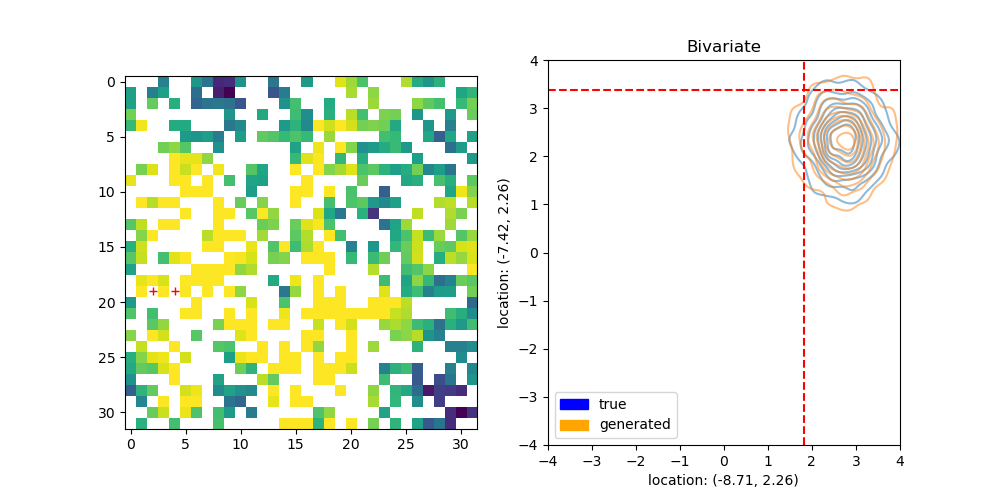 Bivariate
0
5
10
15
20
25
30
0 5 10 15 20 25 30
4
3
2
1
0
−1
−2
−3
−4
−4 −3 −2 −1 0 1 2 3 4
location: (-7.42, 2.26)
location: (-8.71, 2.26)
true
generated